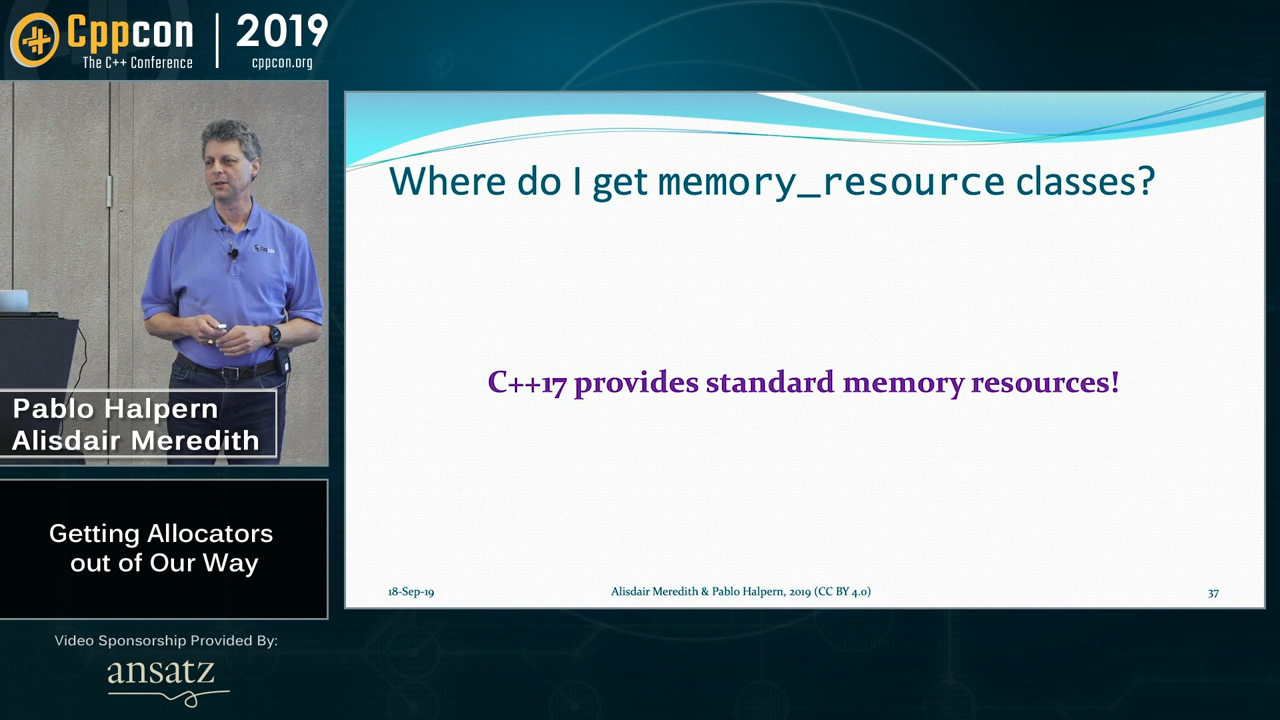 Cppcon
The C++ Conference
2019
cppcon.org
Pablo Halpern
Alisdair Meredith
Getting Allocators
out of Our Way
Video Sponsorship Provided By:
ansatz
Where do I get memory_resource classes?
C++17 provides standard memory resources!
18-Sep-19
Alisdair Meredith & Pablo Halpern, 2019 (CC BY 4.0)
37